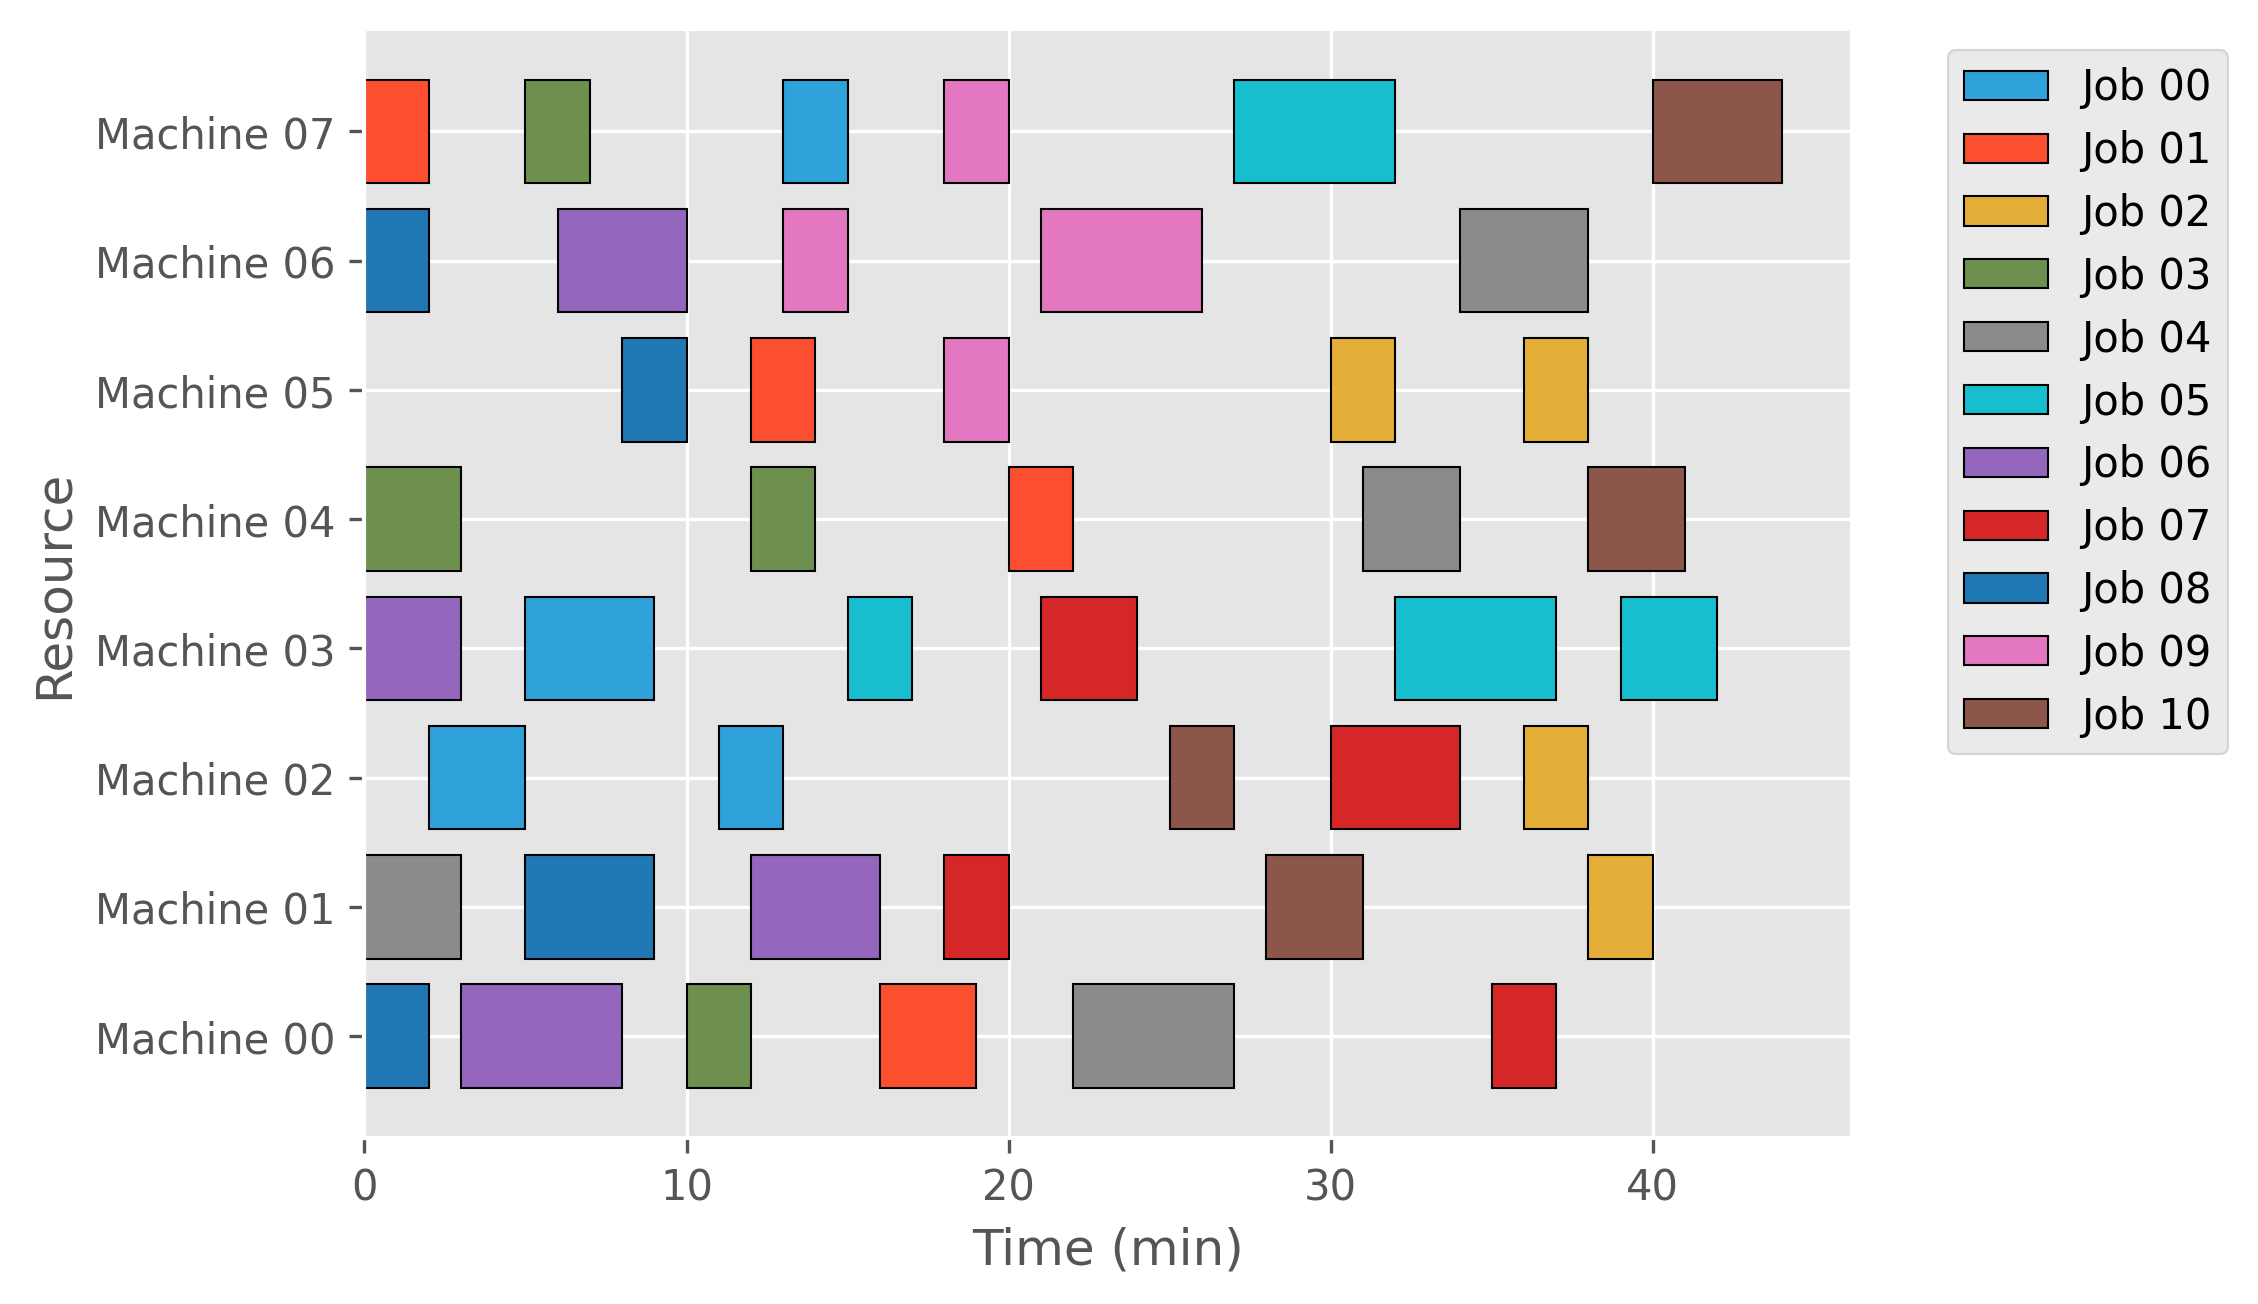 Machine 07
Machine 06
Machine 05
Machine 04
Machine 03
Machine 02
Machine 01
Machine 00
Resource
0 10 20 30 40
Time (min)
Job 00
Job 01
Job 02
Job 03
Job 04
Job 05
Job 06
Job 07
Job 08
Job 09
Job 10